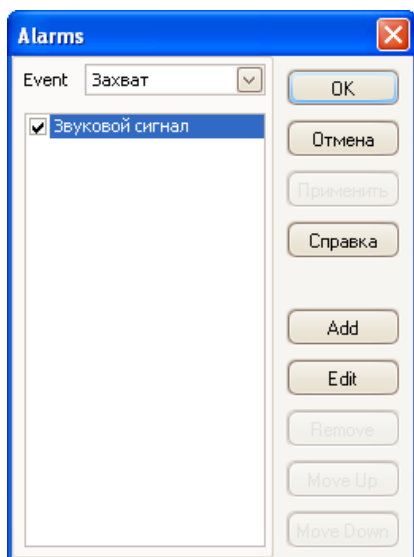 Alarms
Event Захват
Звуковой сигнал
OK
Отмена
Применить
Справка
Add
Edit
Remove
Move Up
Move Down